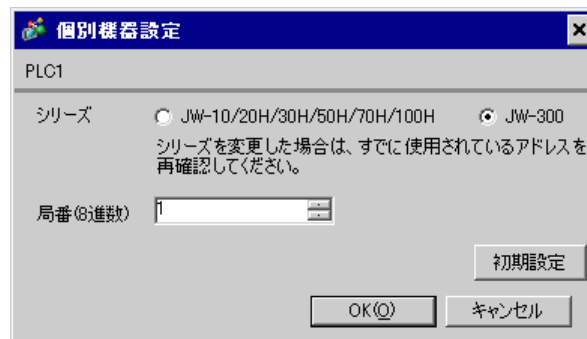 個別機器設定
PLC1
シリーズ JW-10/20H/30H/50H/70H/100H JW-300
シリーズを変更した場合は、すでに使用されているアドレスを
再確認してください。
局番(8進数) 1
初期設定
OK(O) キャンセル